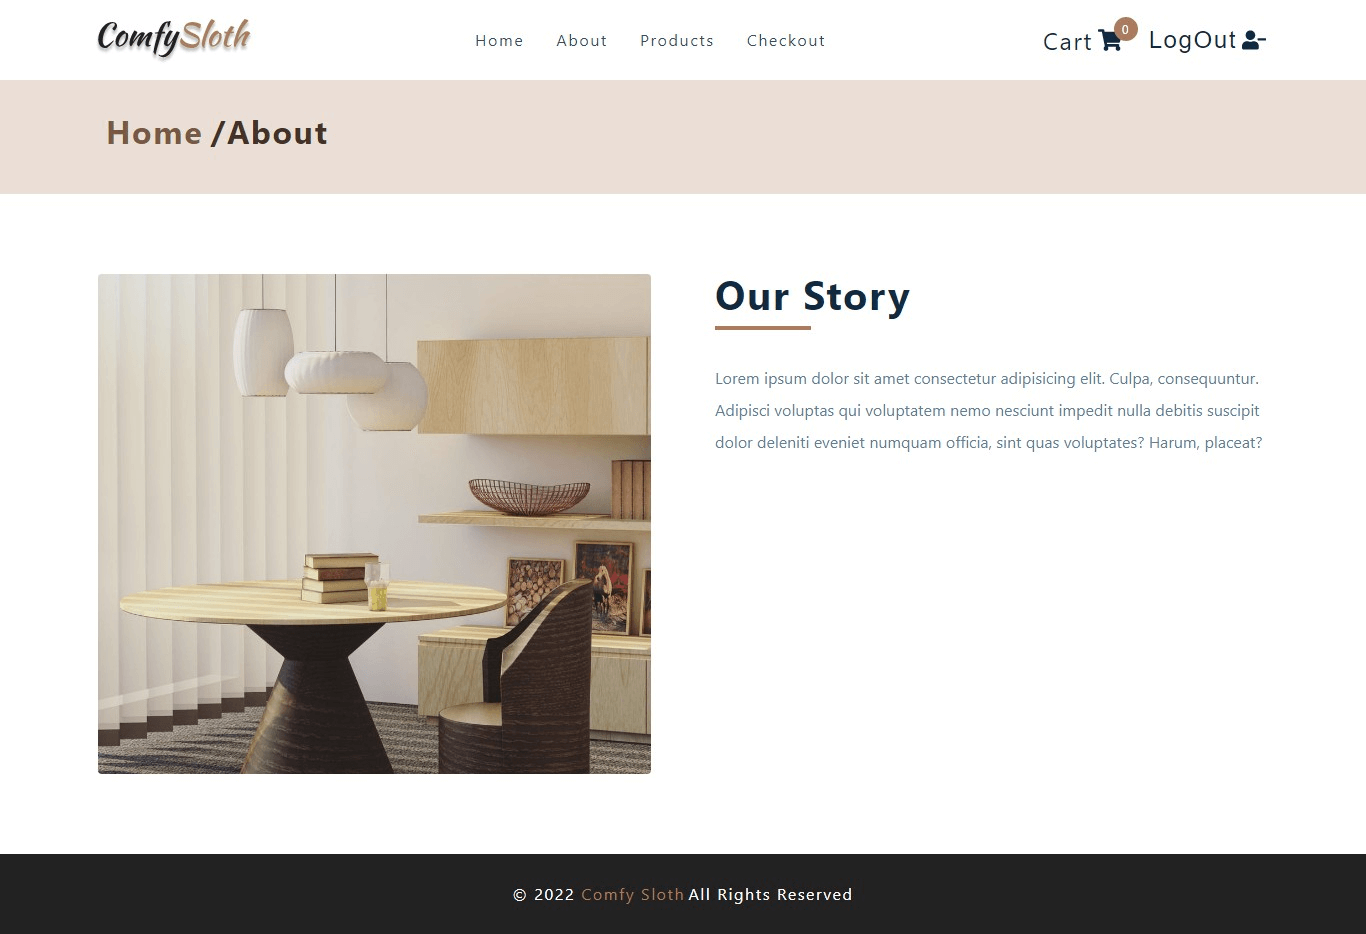 ComfySloth
Home About Products Checkout
Cart 0 LogOut
Home /About
Our Story
Lorem ipsum dolor sit amet consectetur adipisicing elit. Culpa, consequuntur.
Adipisci voluptas qui voluptatem nemo nesciunt impedit nulla debitis suscipit
dolor deleniti eveniet numquam officia, sint quas voluptates? Harum, placeat?
© 2022 Comfy Sloth All Rights Reserved